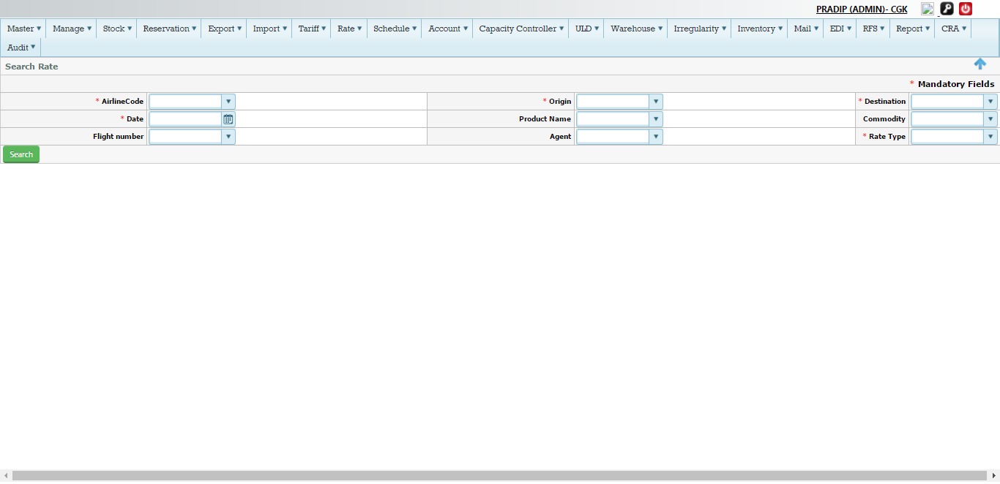 PRADIP (ADMIN)- CGK
Master Manage Stock Reservation Export Import Tariff Rate Schedule Account Capacity Controller ULD Warehouse Irregularity Inventory Mail EDI RFS Report CRA
Audit
Search Rate
* Mandatory Fields
* AirlineCode * Origin * Destination
* Date Product Name Commodity
Flight number Agent * Rate Type
Search